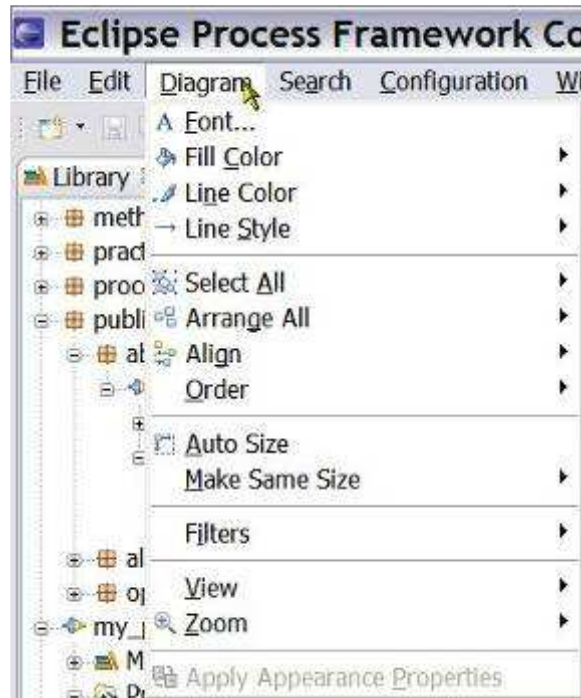 Eclipse Process Framework Co
File Edit Diagram Search Configuration Wi
Library
A Font...
Fill Color
Line Color
Line Style
Select All
Arrange All
Align
Order
Auto Size
Make Same Size
Filters
View
Zoom
Apply Appearance Properties
meth
pract
proc
publi
al
op
my_
M